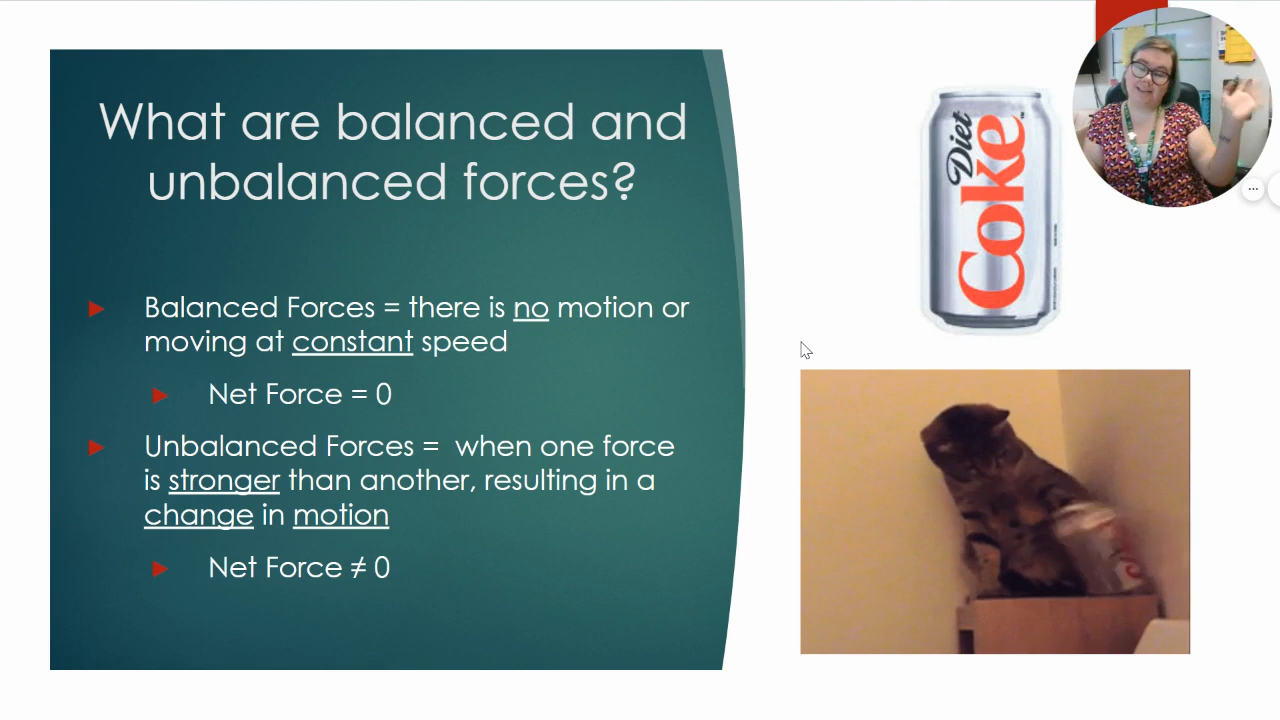 What are balanced and
unbalanced forces?
Balanced Forces = there is no motion or
moving at constant speed
Net Force = 0
Unbalanced Forces = when one force
is stronger than another, resulting in a
change in motion
Net Force ≠ 0
Diet
Coke